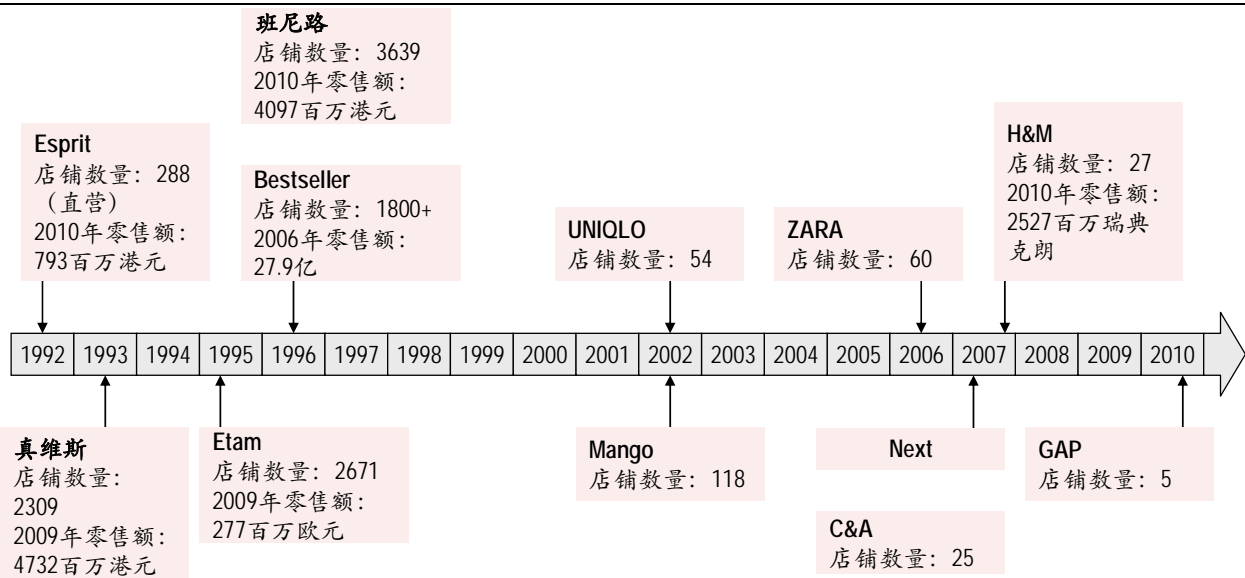 班尼路
店铺数量：3639
2010年零售额：
4097百万港元
Esprit
店铺数量：288
（直营）
2010年零售额：
793百万港元
Bestseller
店铺数量：1800+
2006年零售额：
27.9亿
UNIQLO
店铺数量：54
ZARA
店铺数量：60
H&M
店铺数量：27
2010年零售额：
2527百万瑞典
克朗
1992 1993 1994 1995 1996 1997 1998 1999 2000 2001 2002 2003 2004 2005 2006 2007 2008 2009 2010
真维斯
店铺数量：
2309
2009年零售额：
4732百万港元
Etam
店铺数量：2671
2009年零售额：
277百万欧元
Mango
店铺数量：118
Next
C&A
店铺数量：25
GAP
店铺数量：5